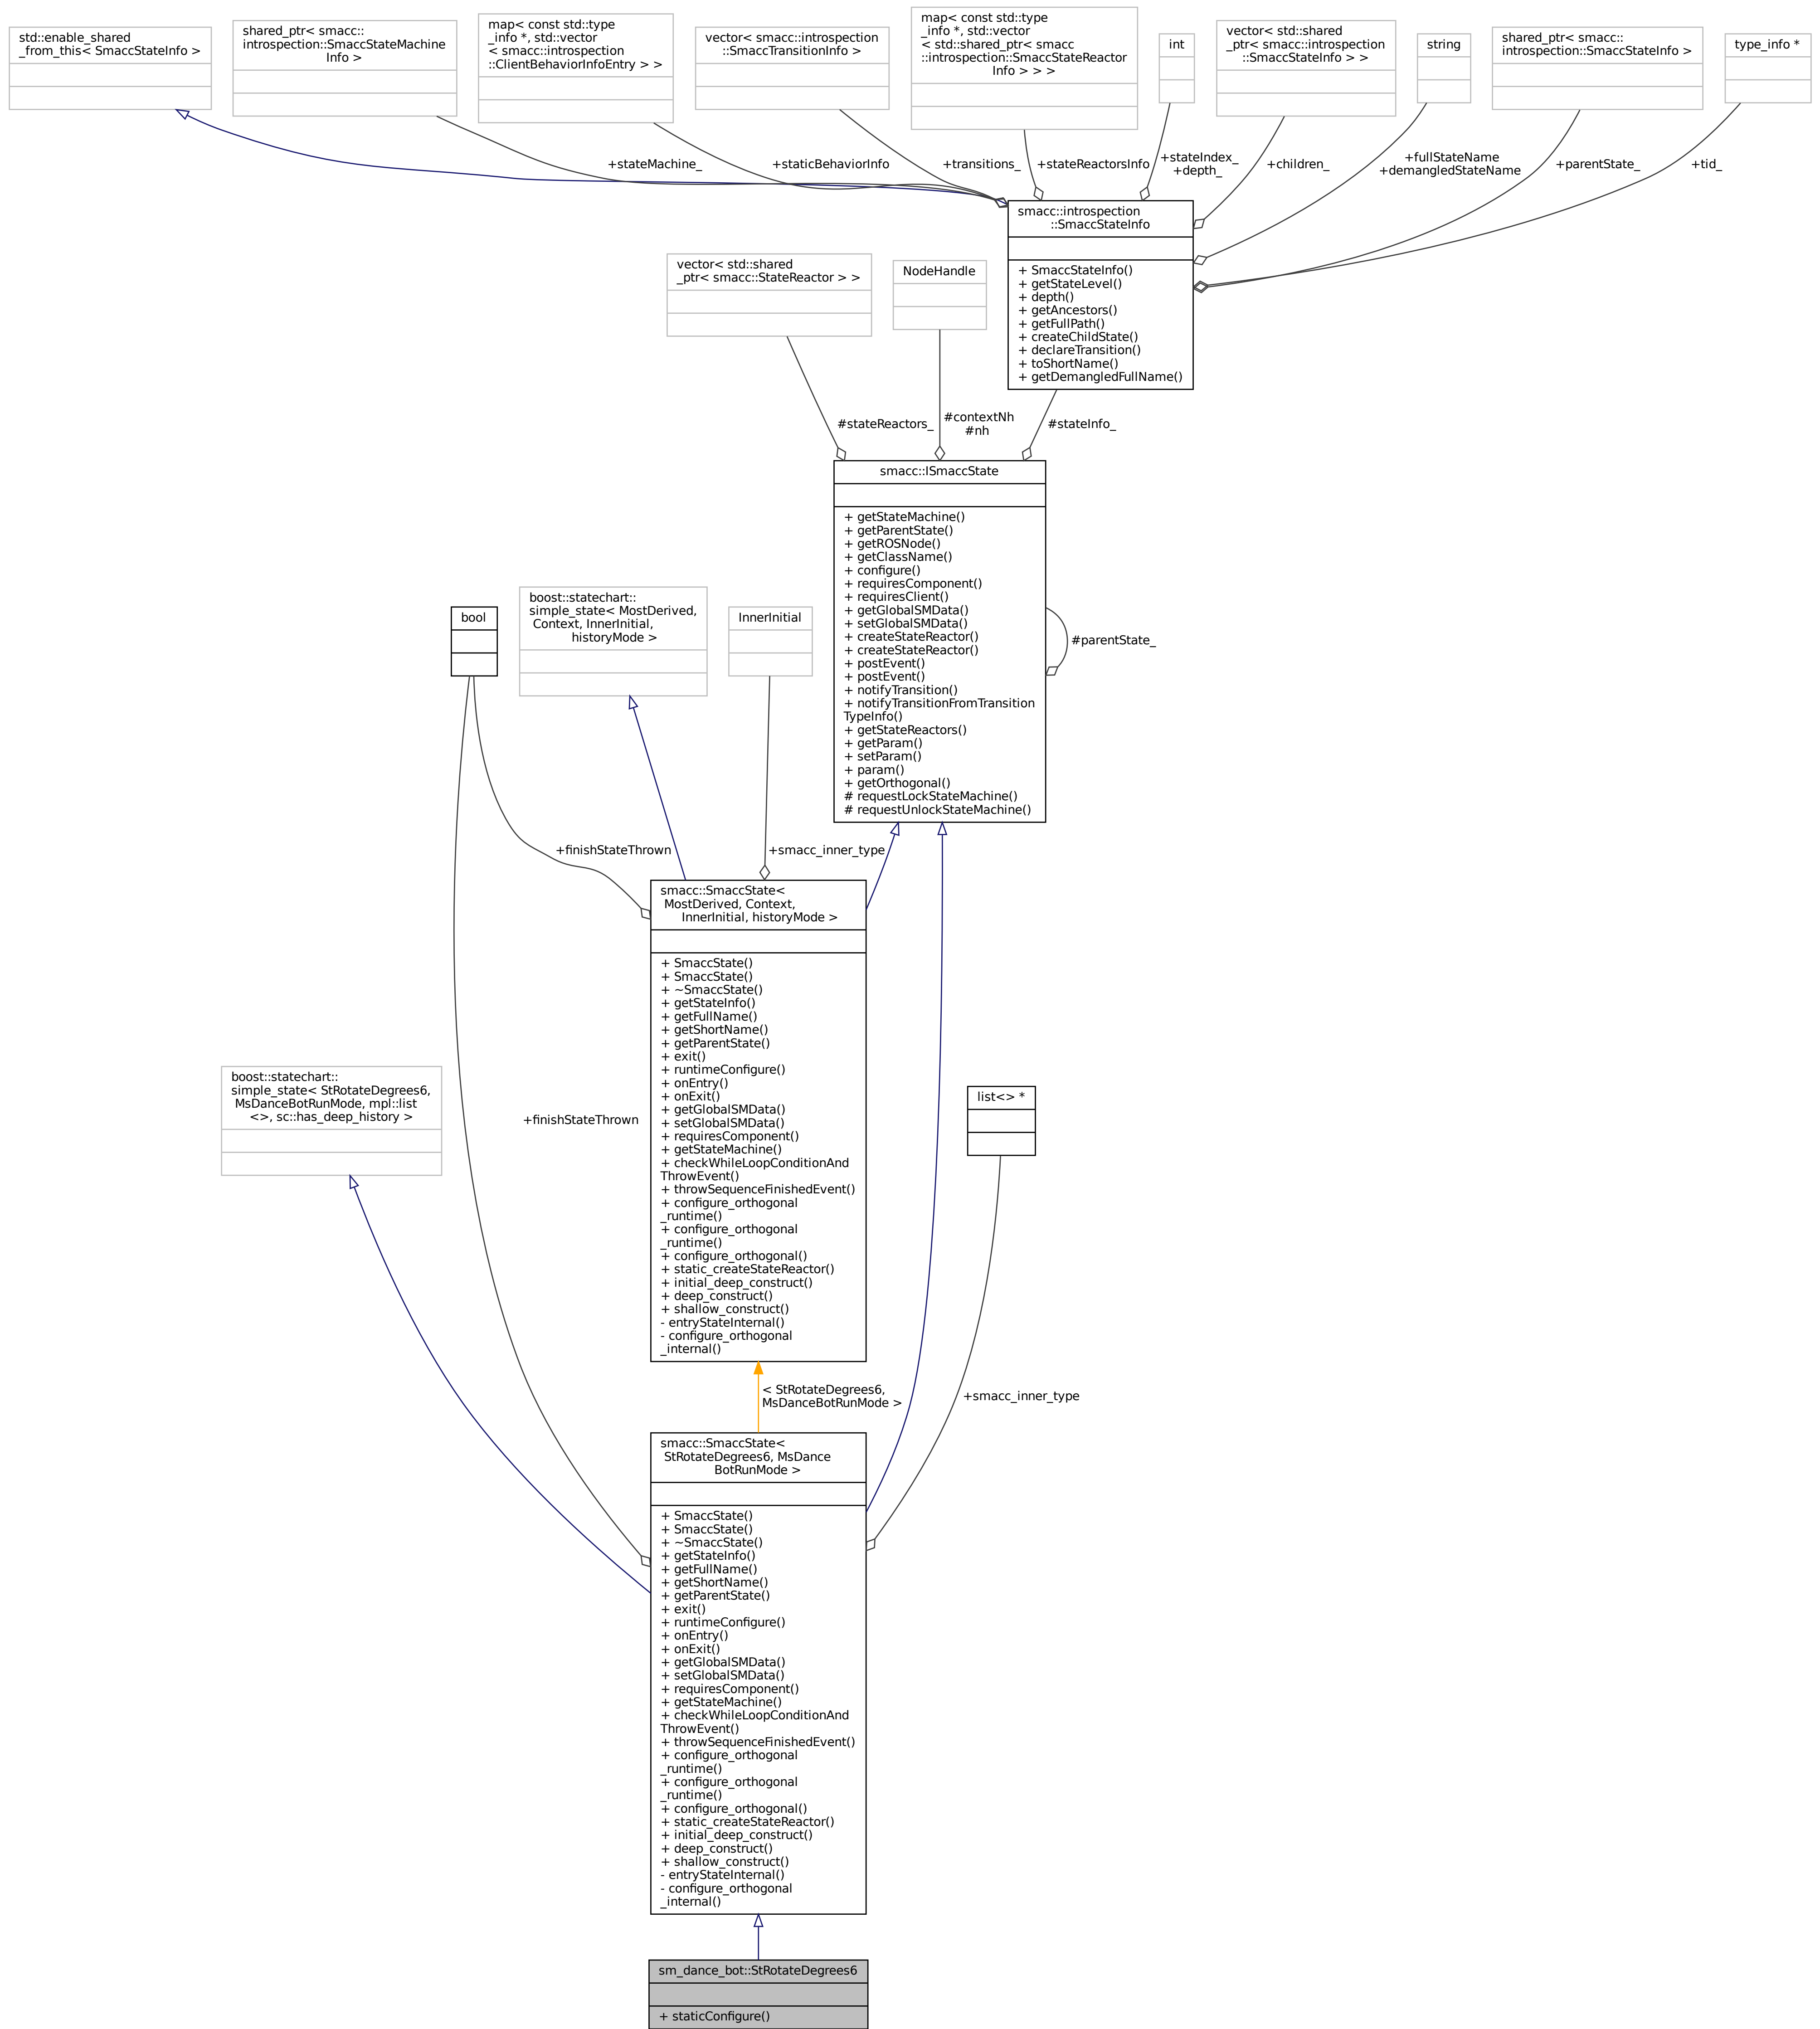 std::enable_shared
_from_this< SmaccStateInfo >
shared_ptr< smacc::
introspection::SmaccStateMachine
Info >
map< const std::type
_info *, std::vector
< smacc::introspection
::ClientBehaviorInfoEntry > >
vector< smacc::introspection
::SmaccTransitionInfo >
map< const std::type
_info *, std::vector
< std::shared_ptr< smacc
::introspection::SmaccStateReactor
Info > > >
int
vector< std::shared
_ptr< smacc::introspection
::SmaccStateInfo > >
string
shared_ptr< smacc::
introspection::SmaccStateInfo >
type_info *
+stateMachine_
+staticBehaviorInfo
+transitions_
+stateReactorsInfo
+stateIndex_
+depth_
+children_
+fullStateName
+demangledStateName
+parentState_
+tid_
smacc::introspection
::SmaccStateInfo
+ SmaccStateInfo()
+ getStateLevel()
+ depth()
+ getAncestors()
+ getFullPath()
+ createChildState()
+ declareTransition()
+ toShortName()
+ getDemangledFullName()
vector< std::shared
_ptr< smacc::StateReactor > >
NodeHandle
#stateReactors_
#contextNh
#nh
#stateInfo_
smacc::ISmaccState
+ getStateMachine()
+ getParentState()
+ getROSNode()
+ getClassName()
+ configure()
+ requiresComponent()
+ requiresClient()
+ getGlobalSMData()
+ setGlobalSMData()
+ createStateReactor()
+ createStateReactor()
+ postEvent()
+ postEvent()
+ notifyTransition()
+ notifyTransitionFromTransition
TypeInfo()
+ getStateReactors()
+ getParam()
+ setParam()
+ param()
+ getOrthogonal()
# requestLockStateMachine()
# requestUnlockStateMachine()
#parentState_
bool
boost::statechart::
simple_state< MostDerived,
Context, InnerInitial,
historyMode >
InnerInitial
+finishStateThrown
+smacc_inner_type
smacc::SmaccState<
MostDerived, Context,
InnerInitial, historyMode >
+ SmaccState()
+ SmaccState()
+ ~SmaccState()
+ getStateInfo()
+ getFullName()
+ getShortName()
+ getParentState()
+ exit()
+ runtimeConfigure()
+ onEntry()
+ onExit()
+ getGlobalSMData()
+ setGlobalSMData()
+ requiresComponent()
+ getStateMachine()
+ checkWhileLoopConditionAnd
ThrowEvent()
+ throwSequenceFinishedEvent()
+ configure_orthogonal
_runtime()
+ configure_orthogonal
_runtime()
+ configure_orthogonal()
+ static_createStateReactor()
+ initial_deep_construct()
+ deep_construct()
+ shallow_construct()
- entryStateInternal()
- configure_orthogonal
_internal()
boost::statechart::
simple_state< StRotateDegrees6,
MsDanceBotRunMode, mpl::list
<>, sc::has_deep_history >
+finishStateThrown
list<> *
< StRotateDegrees6,
MsDanceBotRunMode >
+smacc_inner_type
smacc::SmaccState<
StRotateDegrees6, MsDance
BotRunMode >
+ SmaccState()
+ SmaccState()
+ ~SmaccState()
+ getStateInfo()
+ getFullName()
+ getShortName()
+ getParentState()
+ exit()
+ runtimeConfigure()
+ onEntry()
+ onExit()
+ getGlobalSMData()
+ setGlobalSMData()
+ requiresComponent()
+ getStateMachine()
+ checkWhileLoopConditionAnd
ThrowEvent()
+ throwSequenceFinishedEvent()
+ configure_orthogonal
_runtime()
+ configure_orthogonal
_runtime()
+ configure_orthogonal()
+ static_createStateReactor()
+ initial_deep_construct()
+ deep_construct()
+ shallow_construct()
- entryStateInternal()
- configure_orthogonal
_internal()
sm_dance_bot::StRotateDegrees6
+ staticConfigure()